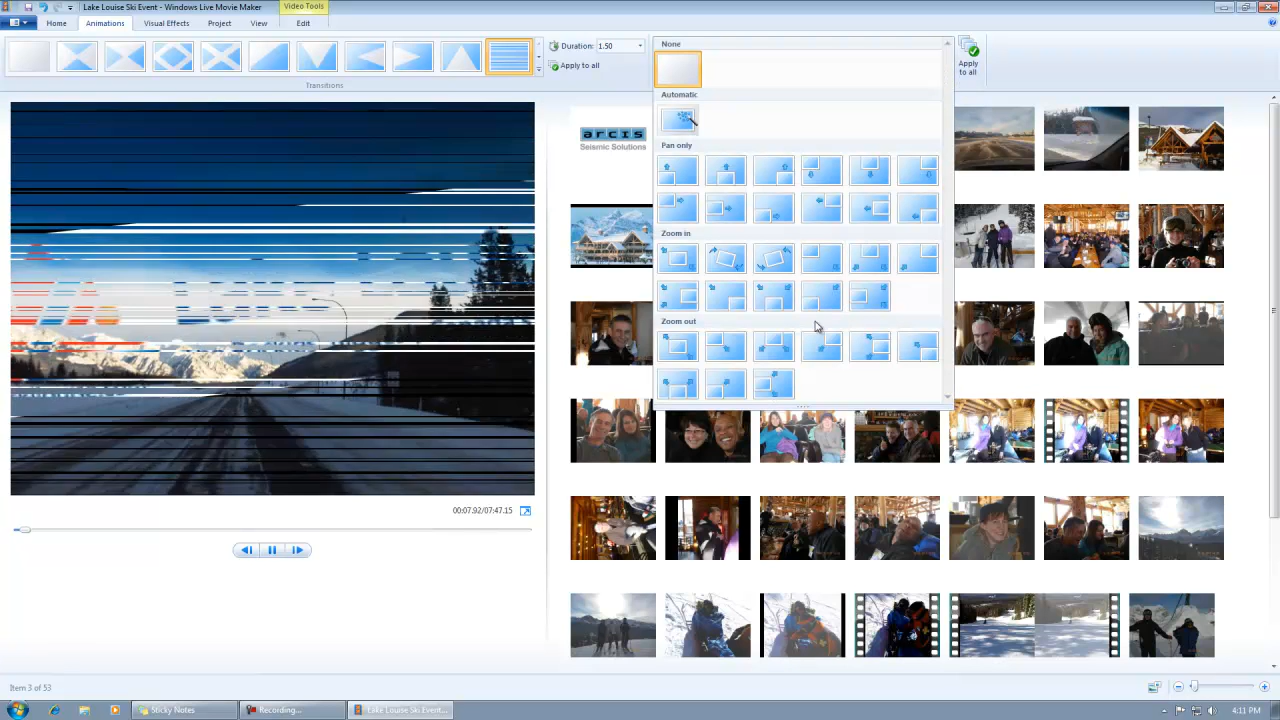 Lake Louise Ski Event - Windows Live Movie Maker
Video Tools
Home
Animations
Visual Effects
Project
View
Edit
Duration: 1.50
Apply to all
Transitions
None
Automatic
Pan only
Zoom in
Zoom out
Apply
to all
arcis
Seismic Solutions
00:07.92/07:47.15
Item 3 of 53
Sticky Notes
Recording...
Lake Louise Ski Event...
4:11 PM